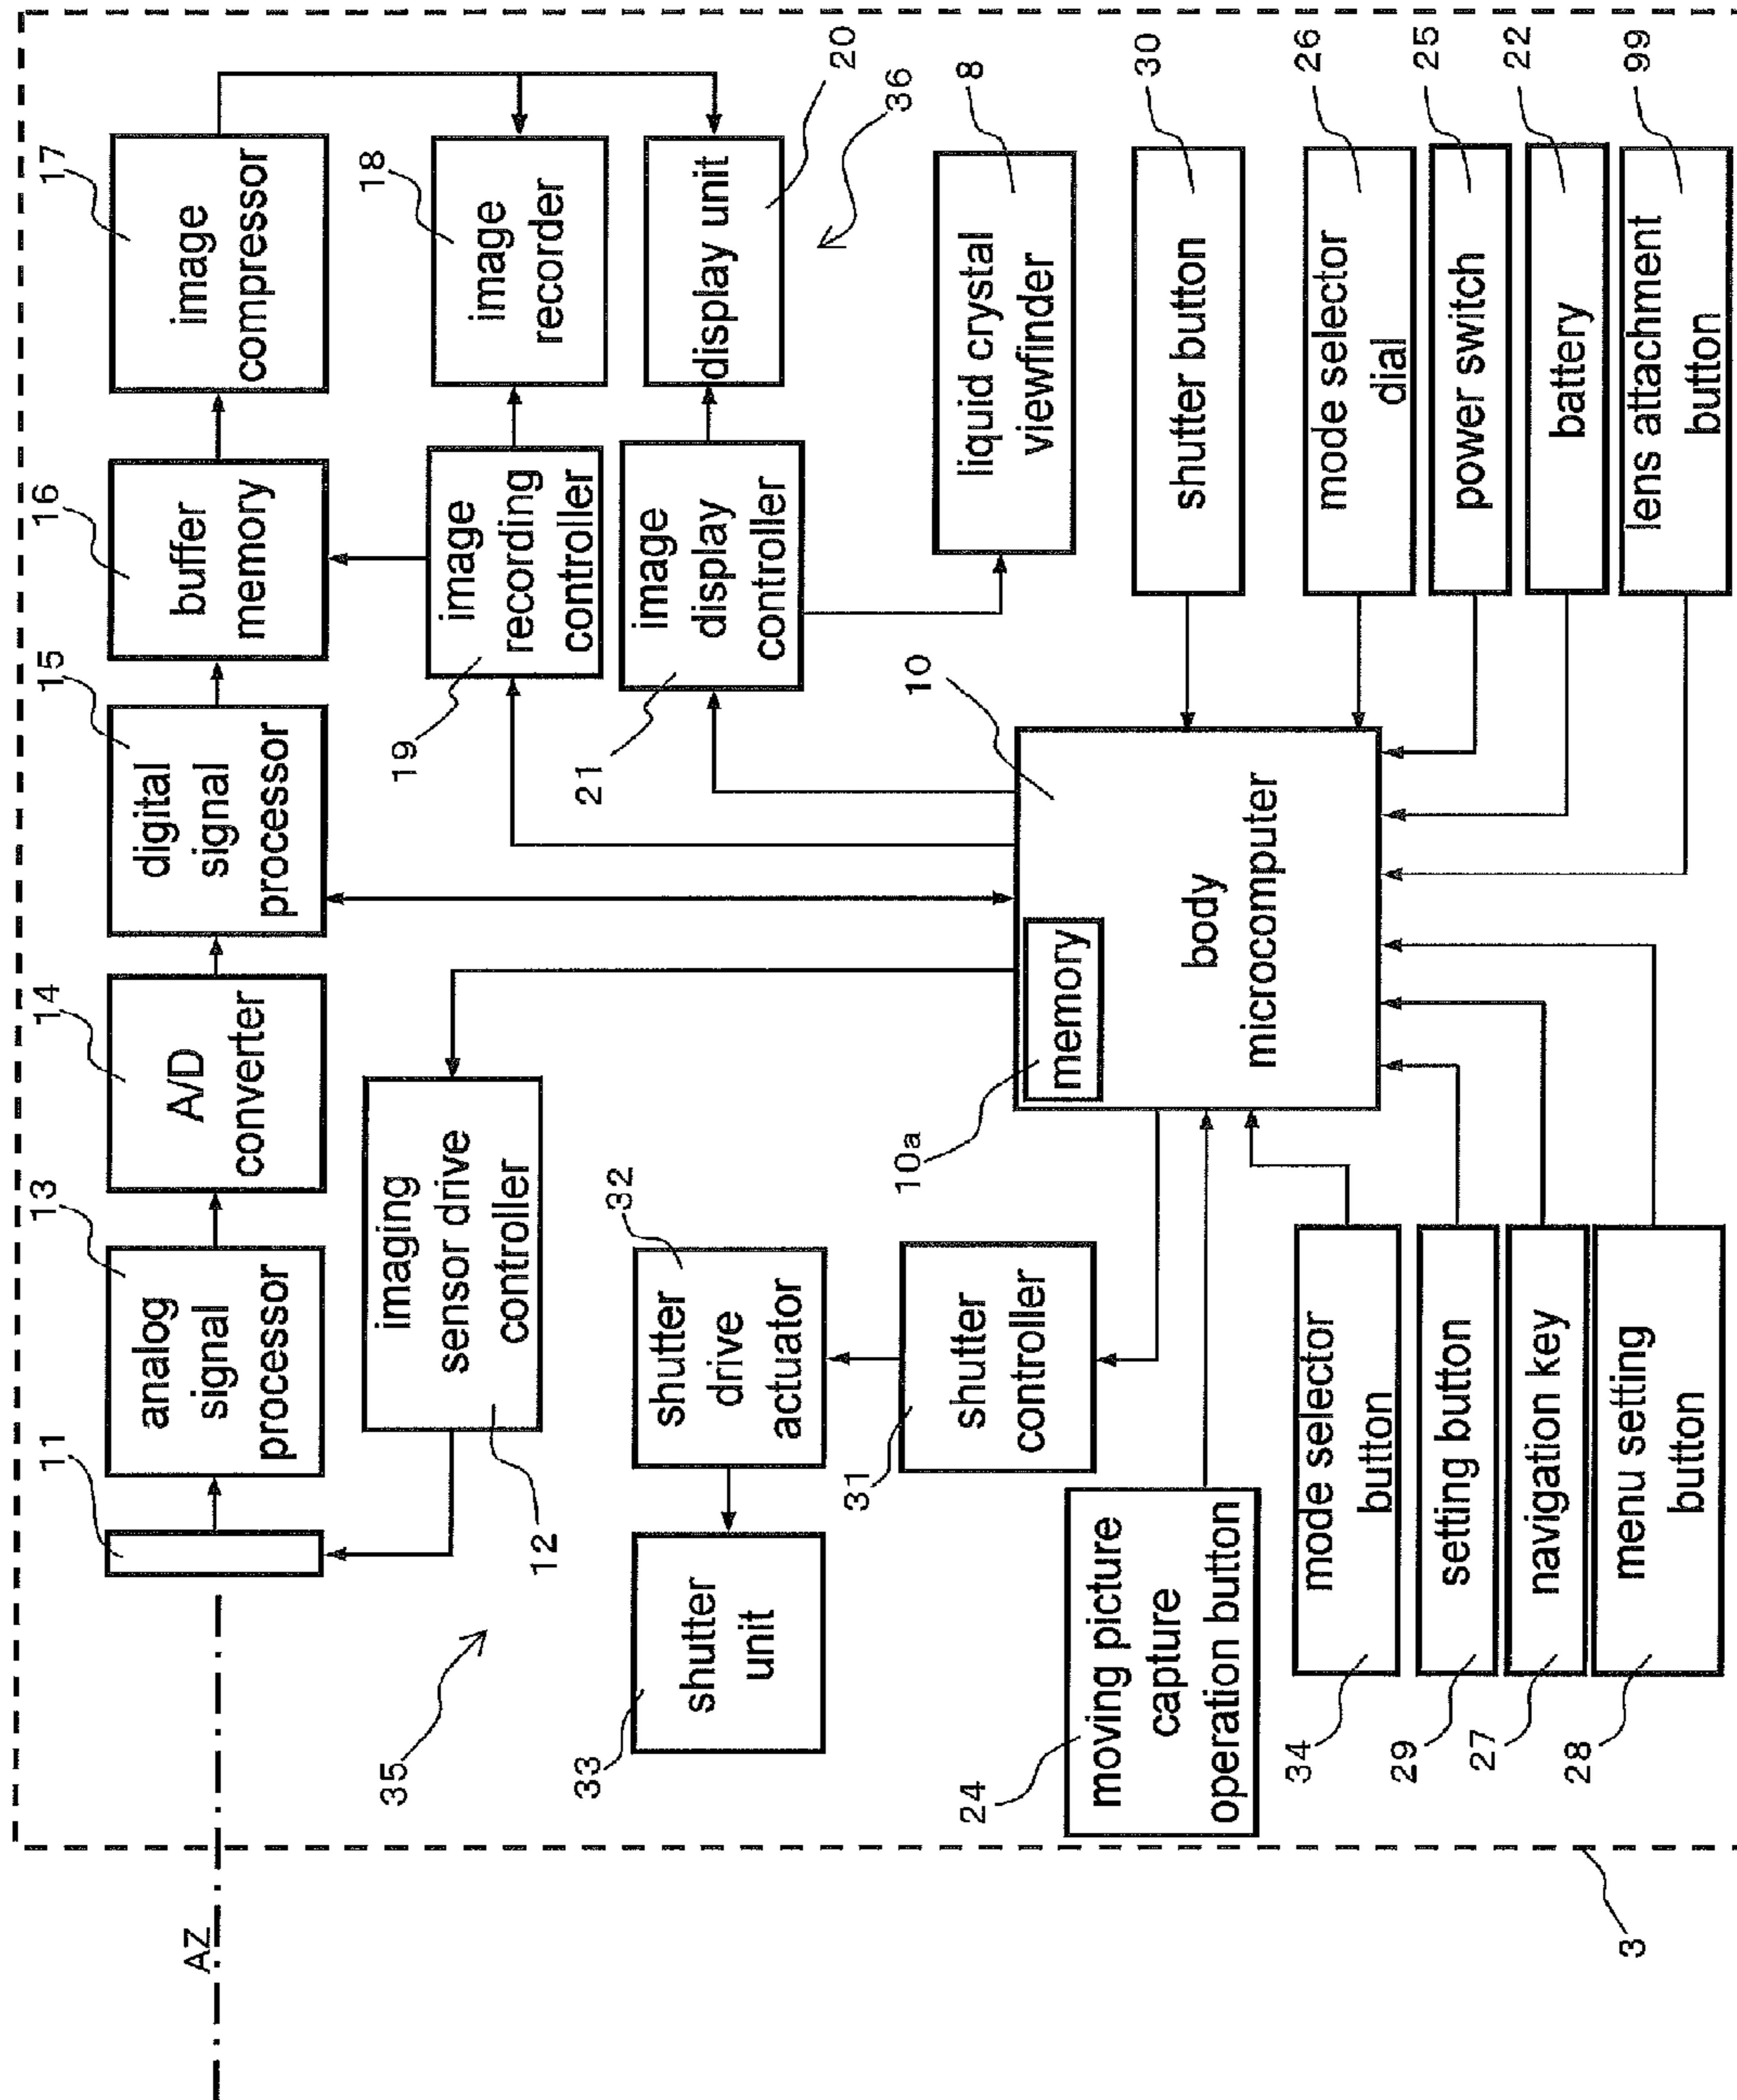 AZ
3
11
13
analog
signal
processor
14
A/D
converter
15
digital
signal
processor
16
buffer
memory
17
image
compressor
12
imaging
sensor drive
controller
19
image
recording
controller
18
image
recorder
21
image
display
controller
20
display unit
36
35
33
shutter
unit
32
shutter
drive
actuator
31
shutter
controller
8
liquid crystal
viewfinder
10
body
microcomputer
10a
memory
24
moving picture
capture
operation button
30
shutter button
34
mode selector
button
29
setting button
27
navigation key
28
menu setting
button
26
mode selector
dial
25
power switch
22
battery
99
lens attachment
button